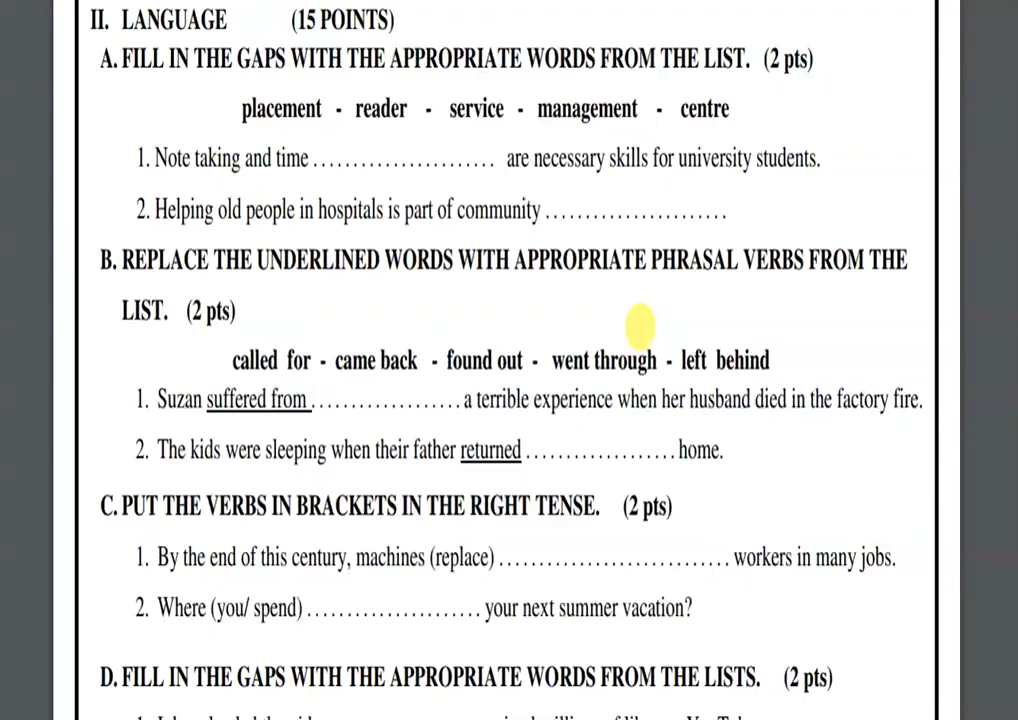 II. LANGUAGE (15 POINTS)
A. FILL IN THE GAPS WITH THE APPROPRIATE WORDS FROM THE LIST. (2 pts)
placement - reader - service - management - centre
1. Note taking and time ....................... are necessary skills for university students.
2. Helping old people in hospitals is part of community .......................
B. REPLACE THE UNDERLINED WORDS WITH APPROPRIATE PHRASAL VERBS FROM THE
LIST. (2 pts)
called for - came back - found out - went through - left behind
1. Suzan suffered from ................... a terrible experience when her husband died in the factory fire.
2. The kids were sleeping when their father returned ................... home.
C. PUT THE VERBS IN BRACKETS IN THE RIGHT TENSE. (2 pts)
1. By the end of this century, machines (replace) ............................. workers in many jobs.
2. Where (you/ spend) ...................... your next summer vacation?
D. FILL IN THE GAPS WITH THE APPROPRIATE WORDS FROM THE LISTS. (2 pts)